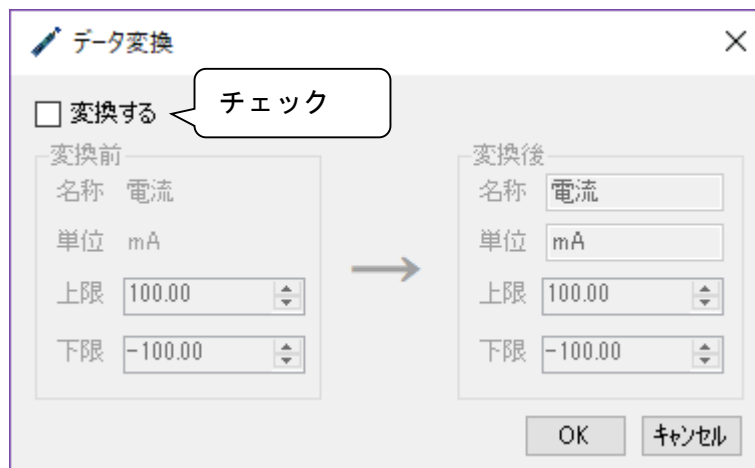 データ変換
変換する
チェック
変換前
名称 電流
単位 mA
上限 100.00
下限 -100.00
変換後
名称 電流
単位 mA
上限 100.00
下限 -100.00
OK キャンセル